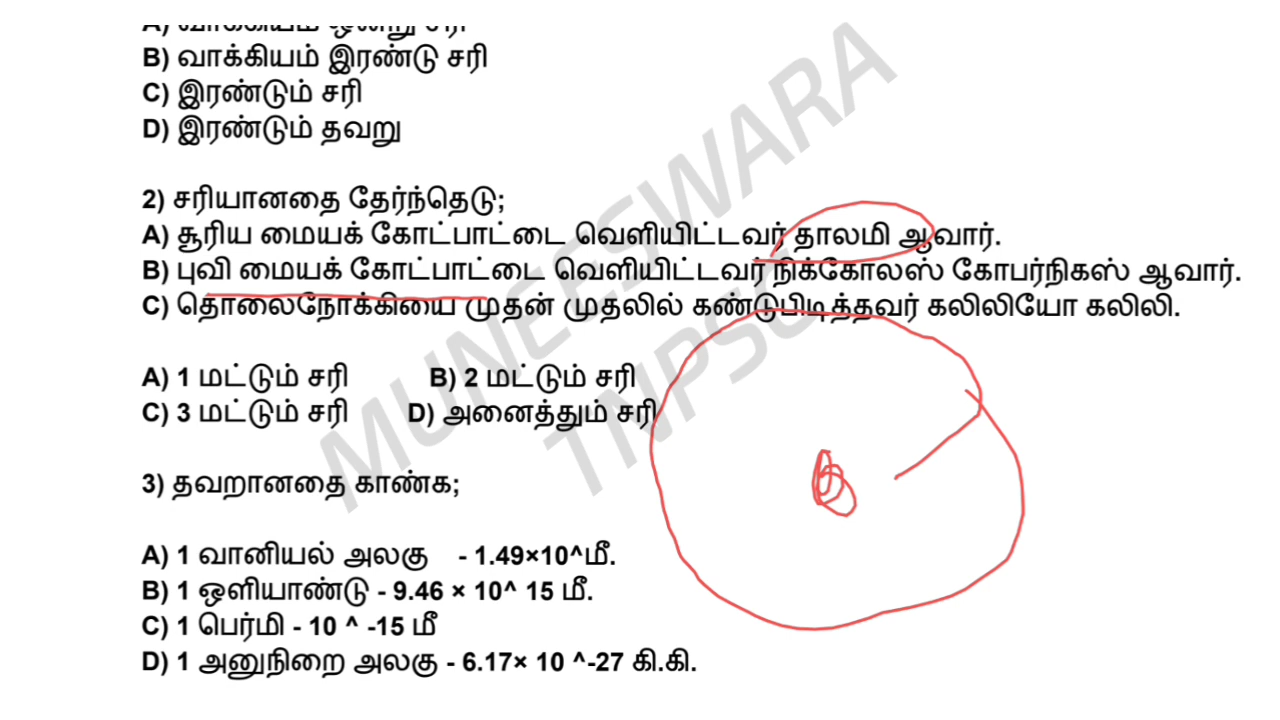 A) வாக்கியம் ஒன்று சரி
B) வாக்கியம் இரண்டு சரி
C) இரண்டும் சரி
D) இரண்டும் தவறு
2) சரியானதை தேர்ந்தெடு;
A) சூரிய மையக் கோட்பாட்டை வெளியிட்டவர் தாலமி ஆவார்.
B) புவி மையக் கோட்பாட்டை வெளியிட்டவர் நிக்கோலஸ் கோபர்நிகஸ் ஆவார்.
C) தொலைநோக்கியை முதன் முதலில் கண்டுபிடித்தவர் கலிலியோ கலிலி.
A) 1 மட்டும் சரி B) 2 மட்டும் சரி
C) 3 மட்டும் சரி D) அனைத்தும் சரி
3) தவறானதை காண்க;
A) 1 வானியல் அலகு - 1.49×10^மீ.
B) 1 ஒளியாண்டு - 9.46 × 10^ 15 மீ.
C) 1 பெர்மி - 10 ^ -15 மீ
D) 1 அனுநிறை அலகு - 6.17× 10 ^-27 கி.கி.
MUNEESWARA
TNPSC